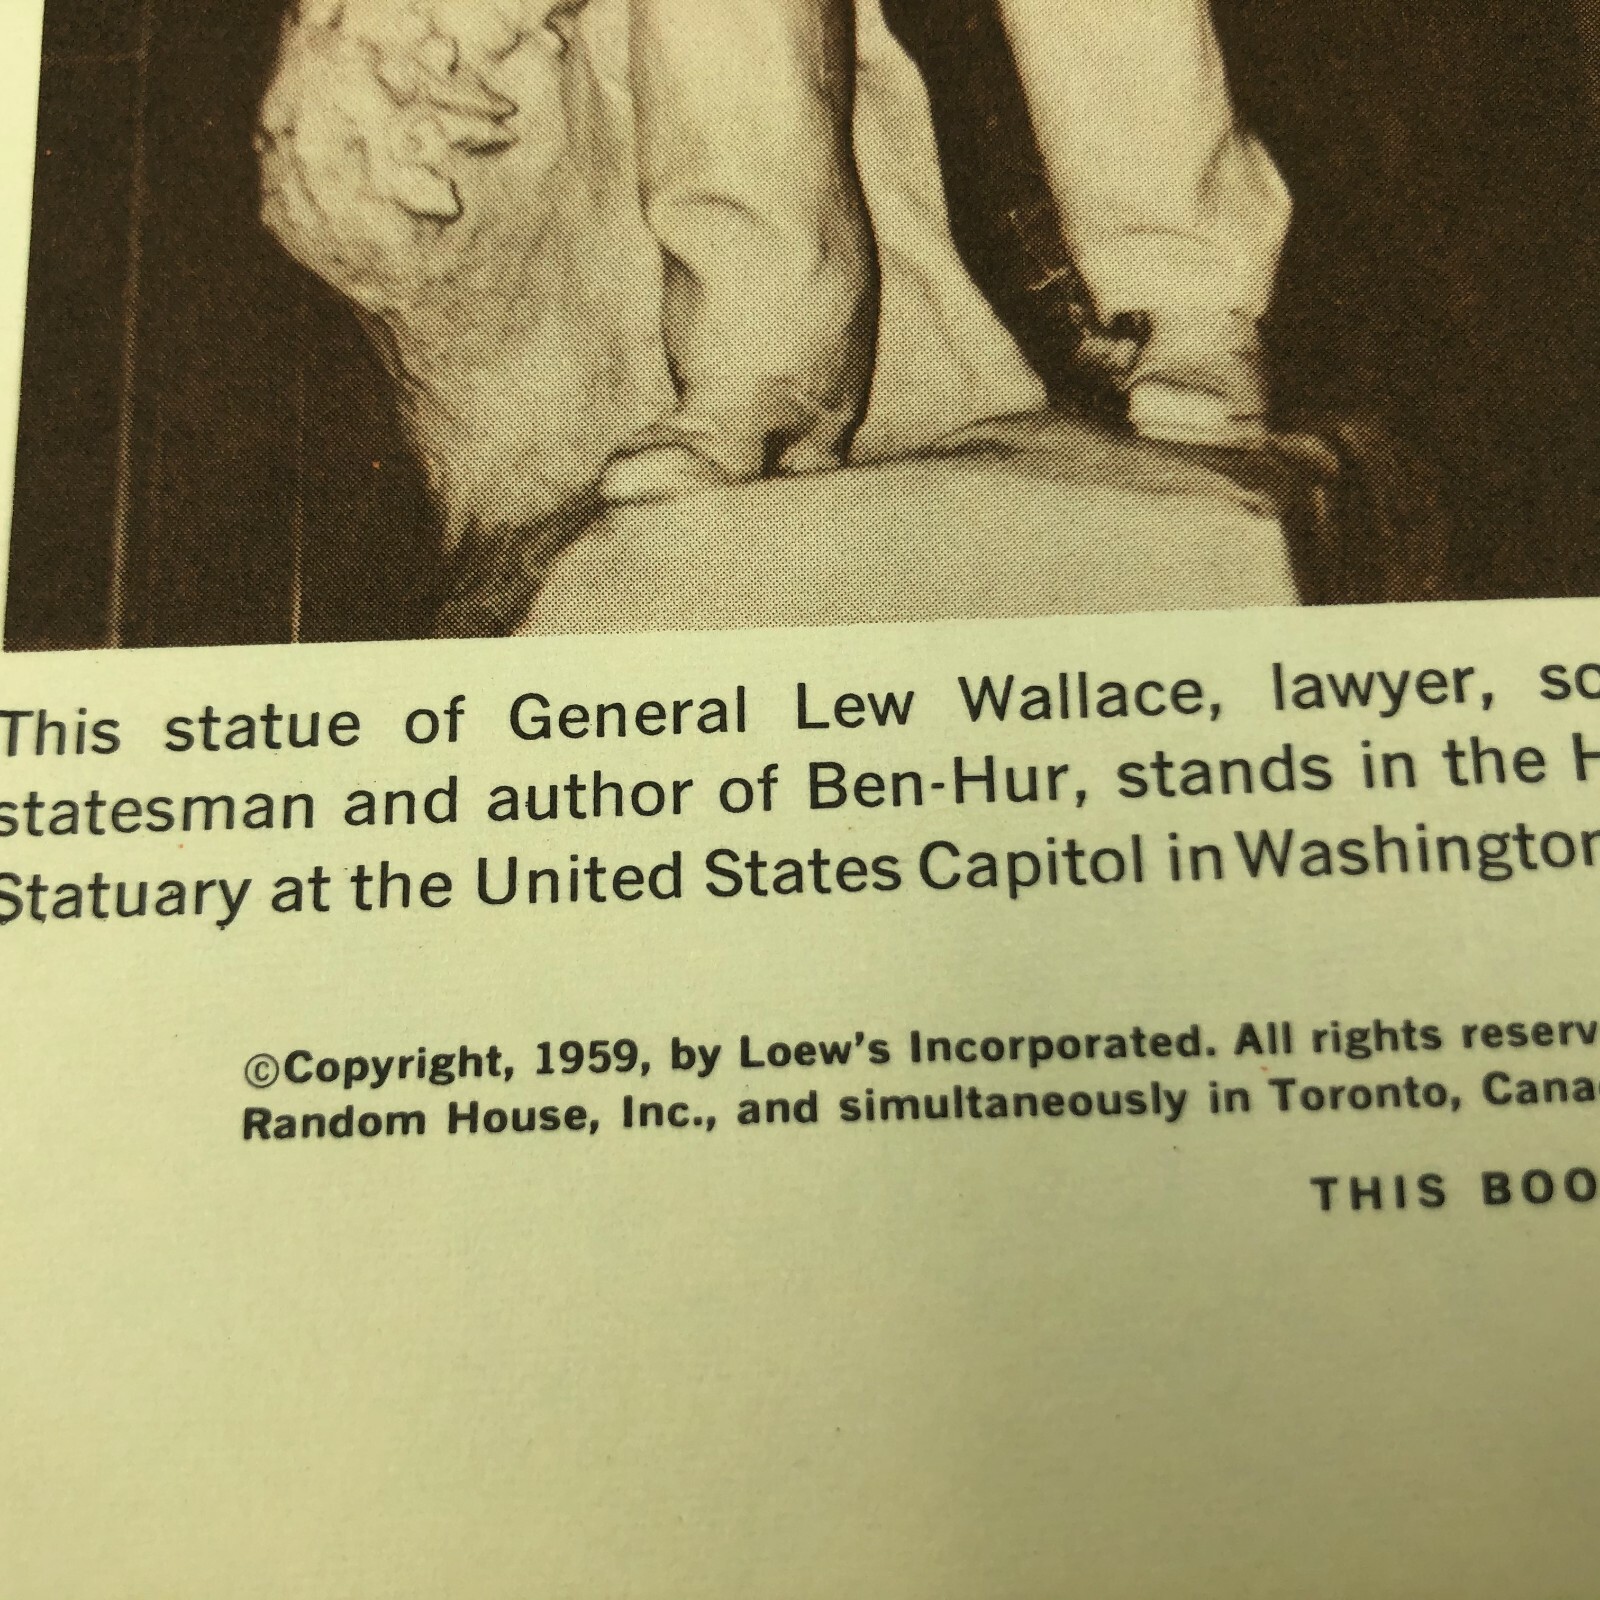 This statue of General Lew Wallace, lawyer,
statesman and author of Ben-Hur, stands in the
Statuary at the United States Capitol in Washington
©Copyright, 1959, by Loew's Incorporated. All rights
Random House, Inc., and simultaneously in Toronto,
THIS